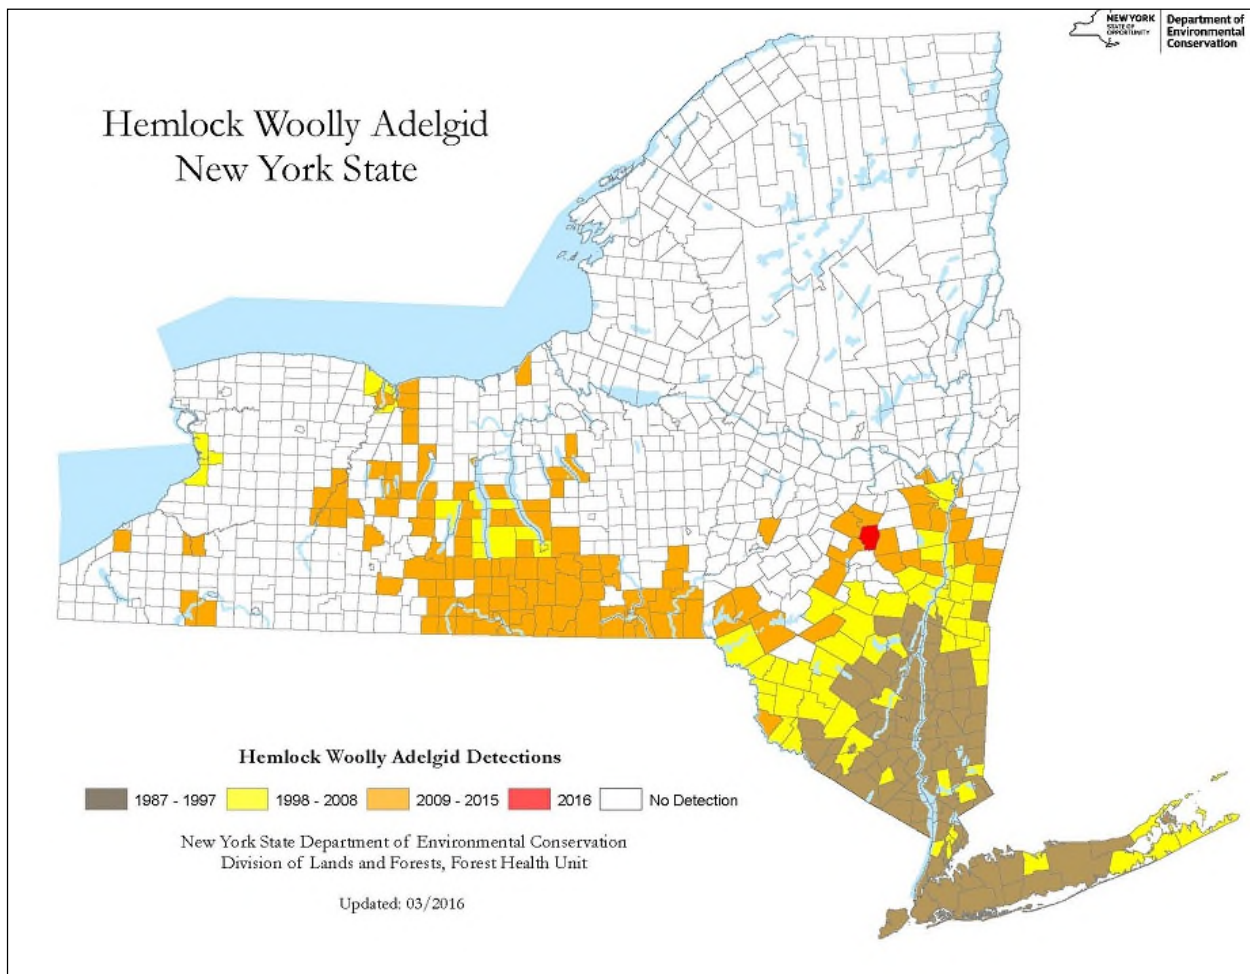 NEW YORK
STATE OF
OPPORTUNITY
Department of
Environmental
Conservation
Hemlock Woolly Adelgid
New York State
Hemlock Woolly Adelgid Detections
1987 - 1997 1998 - 2008 2009 - 2015 2016 No Detection
New York State Department of Environmental Conservation
Division of Lands and Forests, Forest Health Unit
Updated: 03/2016